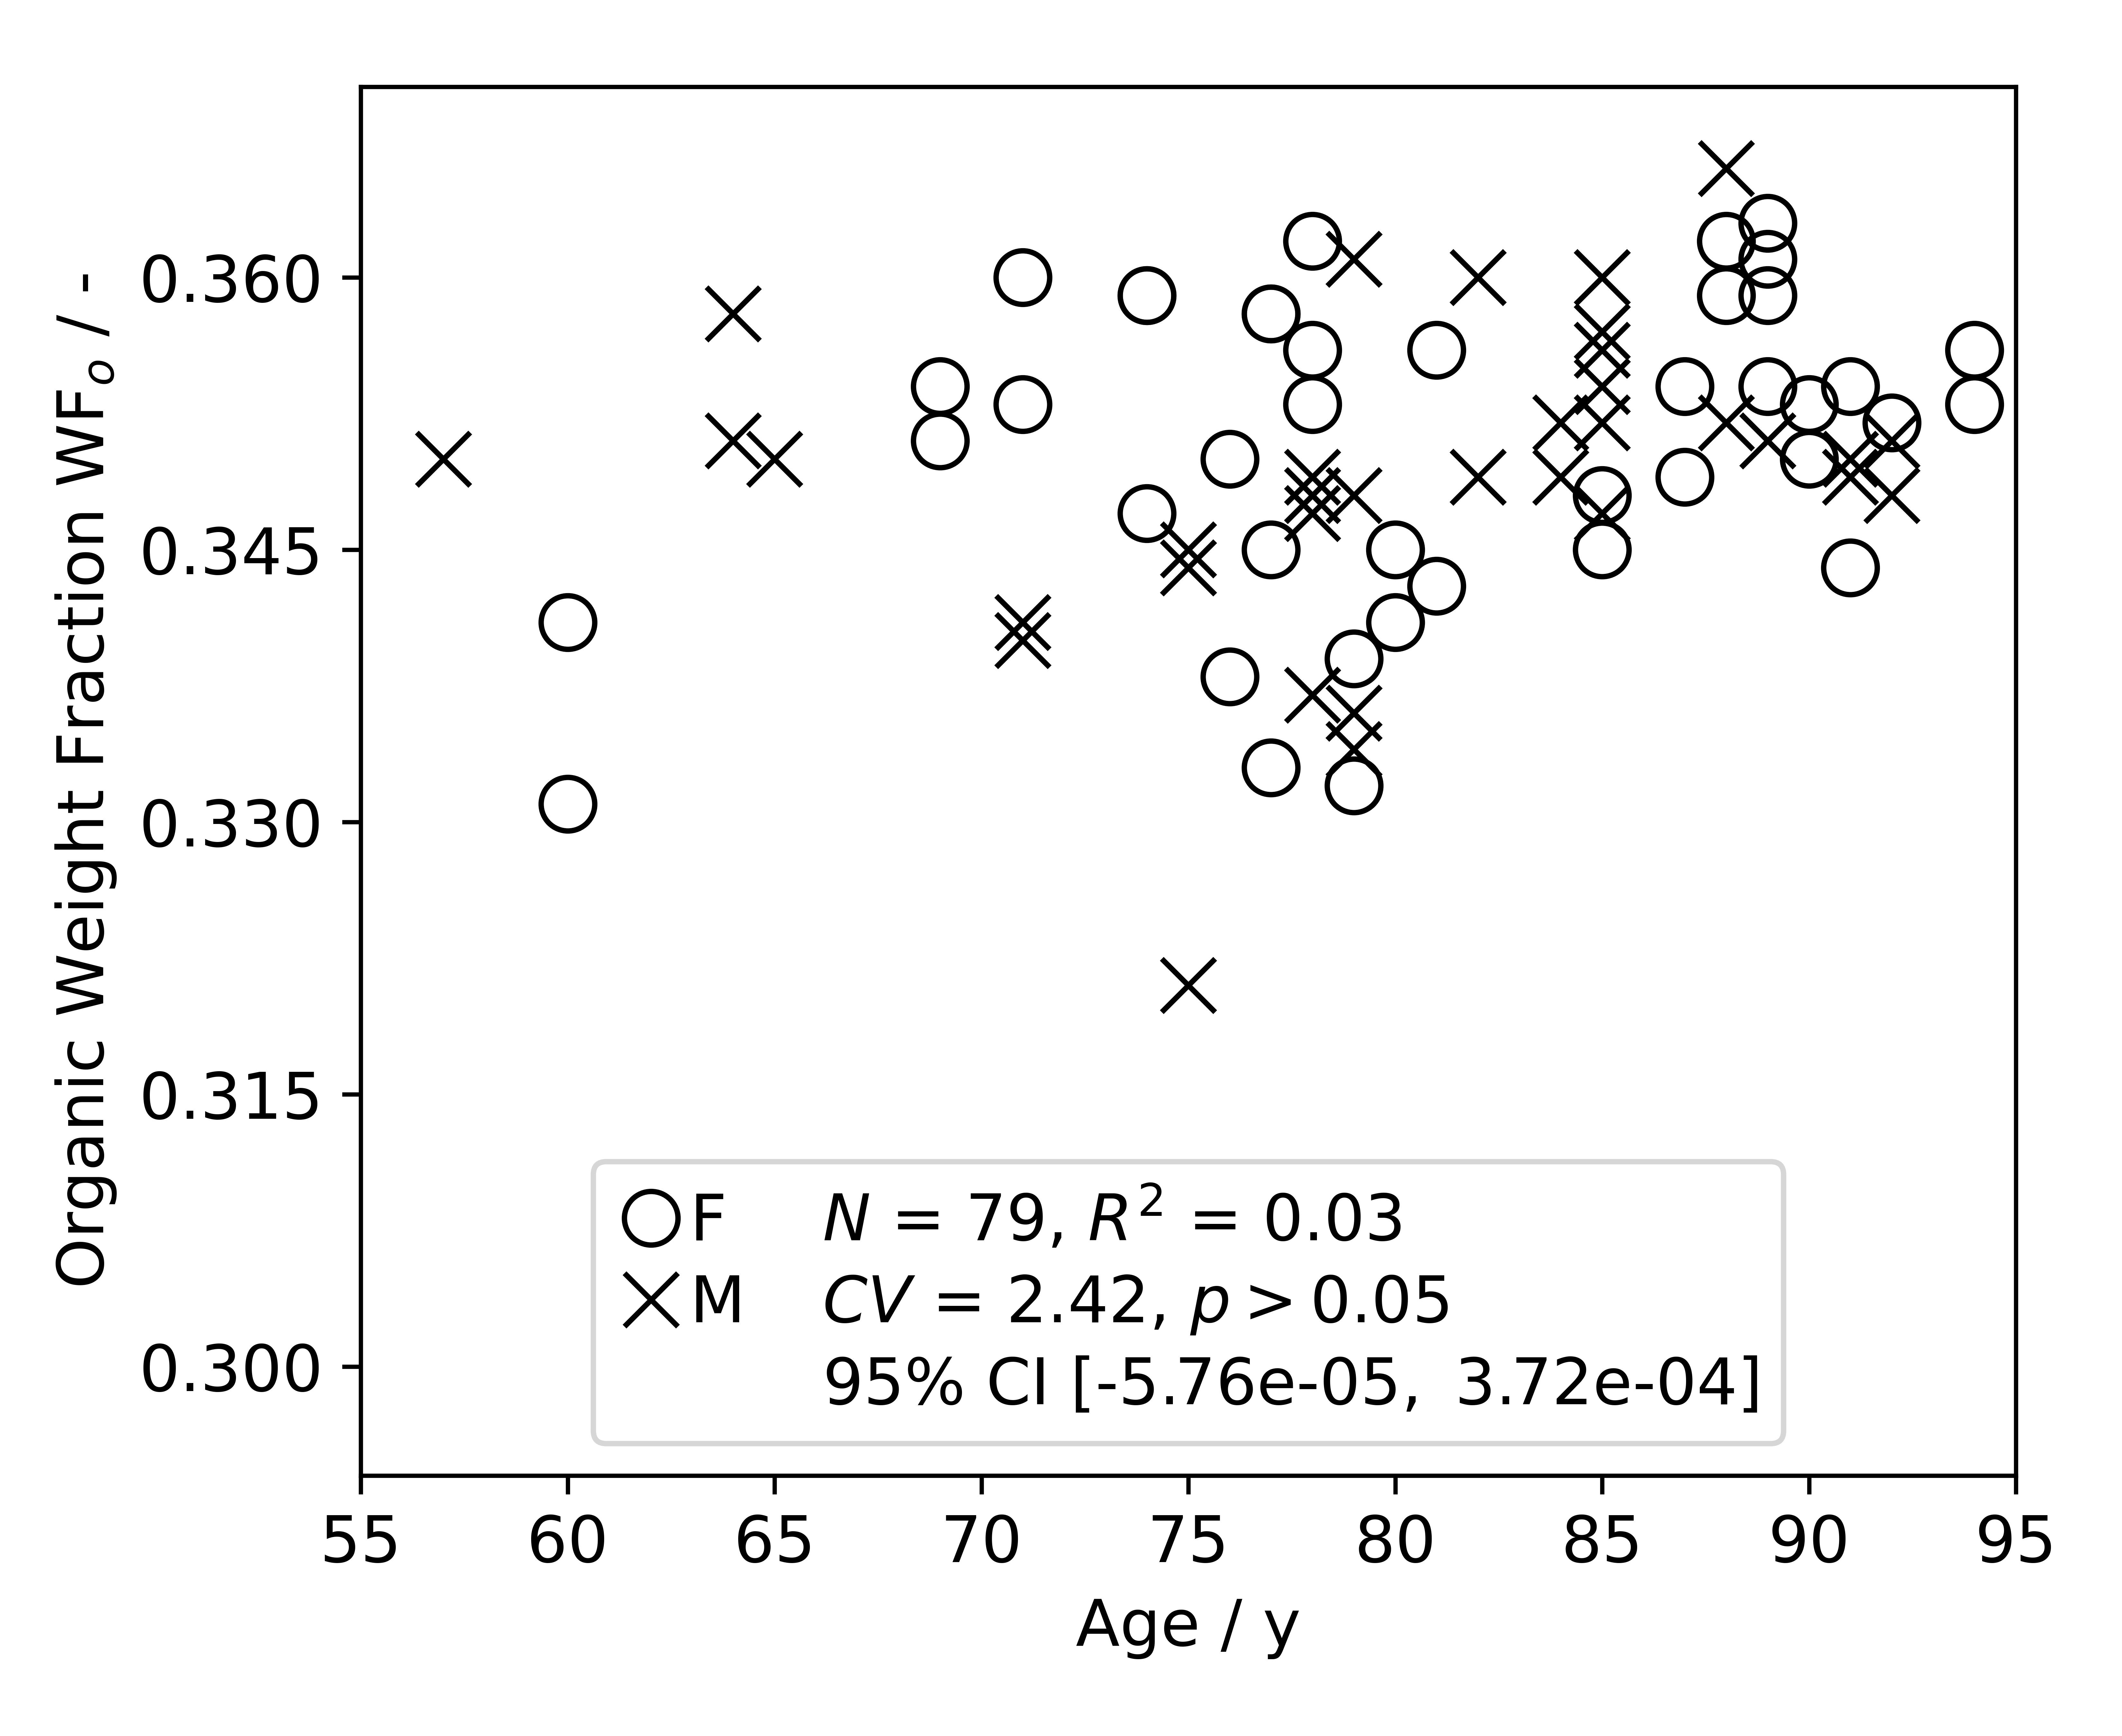 Organic Weight Fraction WFₒ / -
0.360
0.345
0.330
0.315
0.300
F N = 79, R² = 0.03
M CV = 2.42, p > 0.05
95% CI [-5.76e-05, 3.72e-04]
55 60 65 70 75 80 85 90 95
Age / y